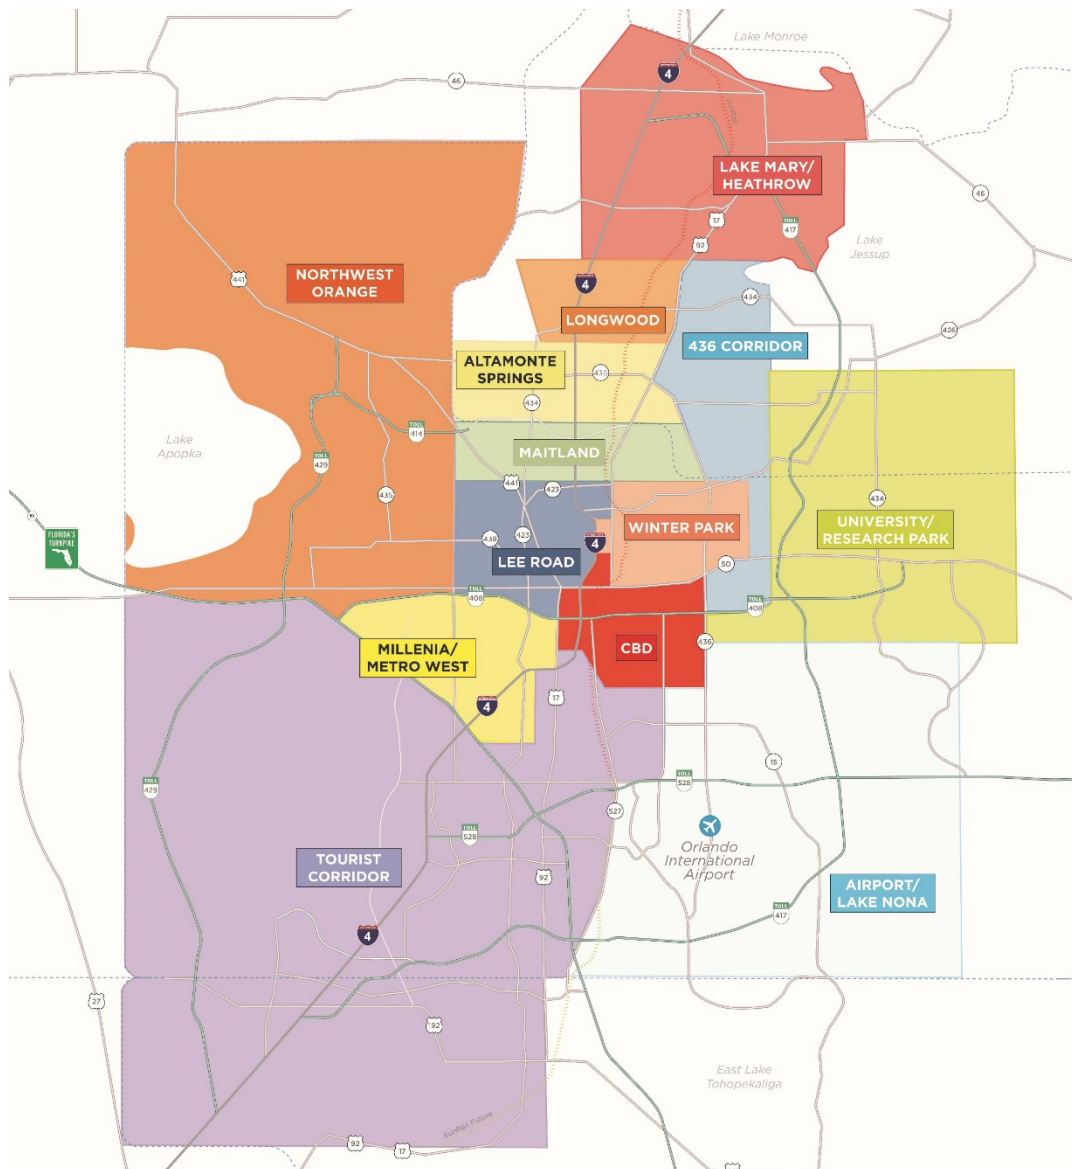 Lake Monroe
4
46
SunRail
LAKE MARY/
HEATHROW
46
17
TOLL
417
92
Lake
Jessup
NORTHWEST
ORANGE
441
4
434
LONGWOOD
426
436 CORRIDOR
ALTAMONTE
SPRINGS
436
434
TOLL
414
Lake
Apopka
MAITLAND
TOLL
429
441
423
435
434
WINTER PARK
UNIVERSITY/
RESEARCH PARK
FLORIDA'S
TURNPIKE
438
423
4
LEE ROAD
50
TOLL
408
TOLL
408
MILLENIA/
METRO WEST
CBD
436
17
4
15
TOLL
429
TOLL
528
527
TOLL
528
Orlando
International
Airport
TOURIST
CORRIDOR
92
AIRPORT/
LAKE NONA
TOLL
417
4
27
192
East Lake
Tohopekaliga
SunRail Future
92
17